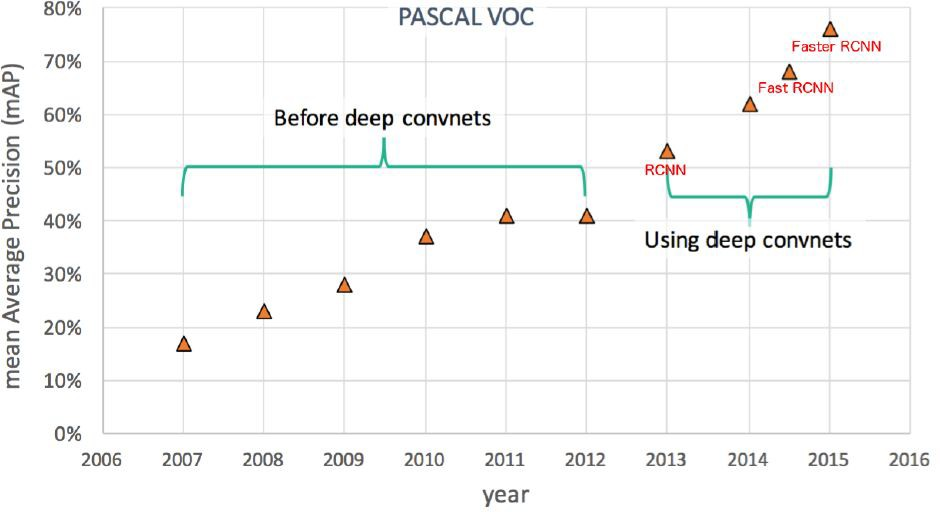 PASCAL VOC
80%
70%
60%
50%
40%
30%
20%
10%
0%
mean Average Precision (mAP)
Before deep convnets
Faster RCNN
Fast RCNN
RCNN
Using deep convnets
2006 2007 2008 2009 2010 2011 2012 2013 2014 2015 2016
year